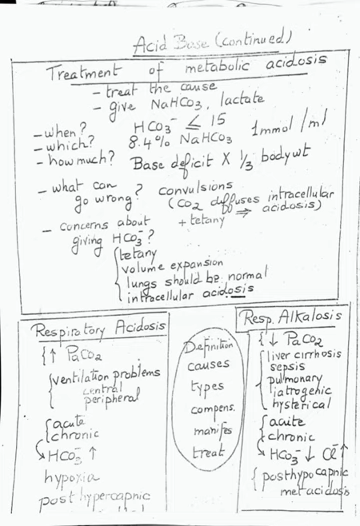 Acid Base (continued)
Treatment of metabolic acidosis
- treat the cause
- give NaHCO3, lactate
- when? HCO3⁻ ≤ 15
- which? 8.4% NaHCO3 1mmol/ml
- how much? Base deficit X 1/3 bodywt
- what can go wrong? convulsions
(CO2 diffuses intracellular ⇒ acidosis)
+ tetany
- concerns about
giving HCO3⁻?
tetany
volume expansion
lungs should be normal
intracellular acidosis
Respiratory Acidosis
↑ PaCO2
ventilation problems
central
peripheral
acute
chronic
HCO3⁻ ↑
hypoxia
post hypercapnic
Definition
causes
types
compens.
manifes
treat
Resp. Alkalosis
↓ PaCO2
liver cirrhosis
sepsis
pulmonary
iatrogenic
hysterical
acute
chronic
HCO3⁻ ↓ Cl⁻ ↑
posthypocapnic
met acidosis